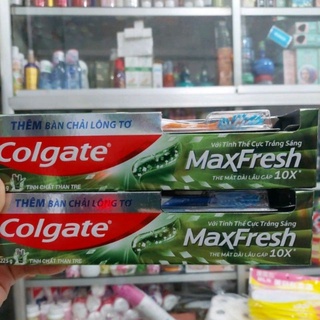 THÊM BÀN CHẢI LÔNG TƠ
Colgate®
Với Tinh Thể Cực Trắng Sáng
MaxFresh
THE MÁT DÀI LÂU GẤP 10X*
TINH CHẤT THAN TRE
THÊM BÀN CHẢI LÔNG TƠ
Colgate®
Với Tinh Thể Cực Trắng Sáng
MaxFresh
THE MÁT DÀI LÂU GẤP 10X*
225g TINH CHẤT THAN TRE